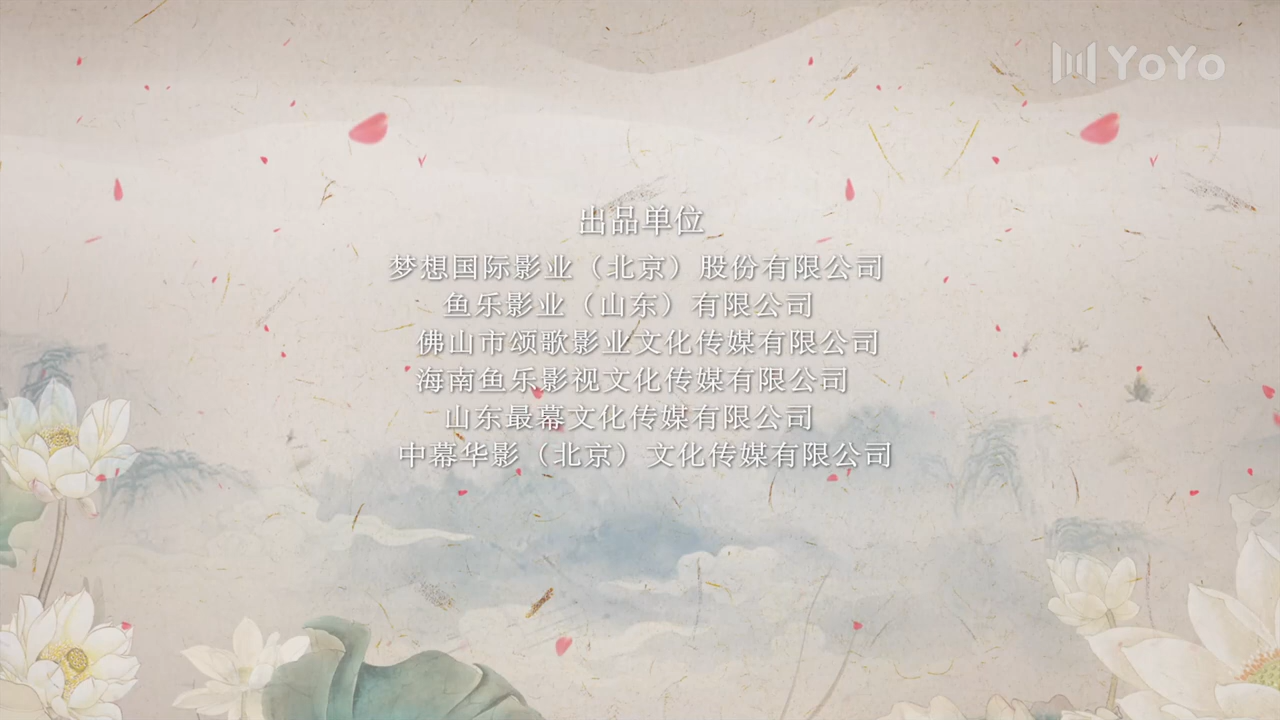 YoYo
出品单位
梦想国际影业（北京）股份有限公司
鱼乐影业（山东）有限公司
佛山市颂歌影业文化传媒有限公司
海南鱼乐影视文化传媒有限公司
山东最幕文化传媒有限公司
中幕华影（北京）文化传媒有限公司